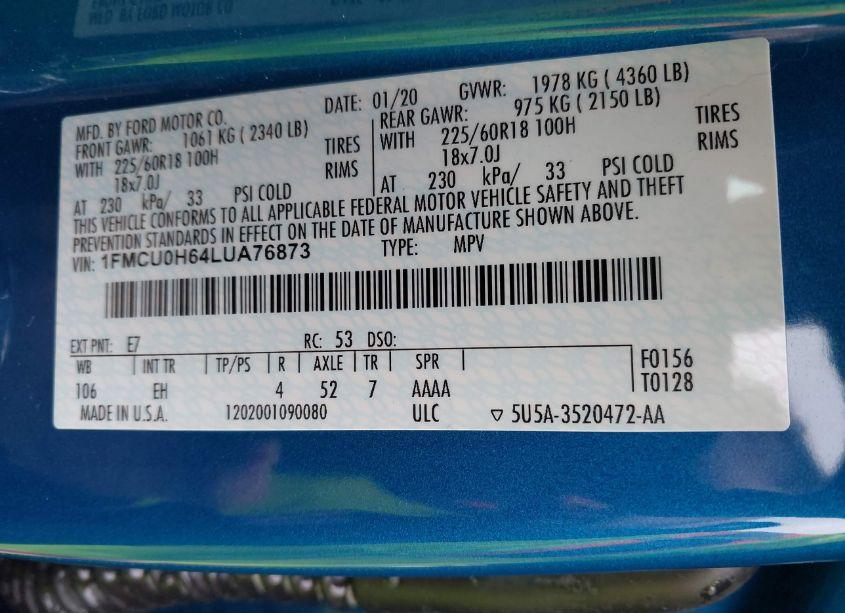 MFD. BY FORD MOTOR CO.
DATE: 01/20 GVWR: 1978 KG ( 4360 LB)
FRONT GAWR: 1061 KG ( 2340 LB) REAR GAWR: 975 KG ( 2150 LB)
WITH 225/60R18 100H TIRES WITH 225/60R18 100H TIRES
18x7.0J RIMS 18x7.0J RIMS
AT 230 kPa/ 33 PSI COLD AT 230 kPa/ 33 PSI COLD
THIS VEHICLE CONFORMS TO ALL APPLICABLE FEDERAL MOTOR VEHICLE SAFETY AND THEFT
PREVENTION STANDARDS IN EFFECT ON THE DATE OF MANUFACTURE SHOWN ABOVE.
VIN: 1FMCU0H64LUA76873 TYPE: MPV
EXT PNT: E7 RC: 53 DSO:
WB INT TR TP/PS R AXLE TR SPR F0156
106 EH 4 52 7 AAAA T0128
MADE IN U.S.A. 1202001090080 ULC ▽ 5U5A-3520472-AA